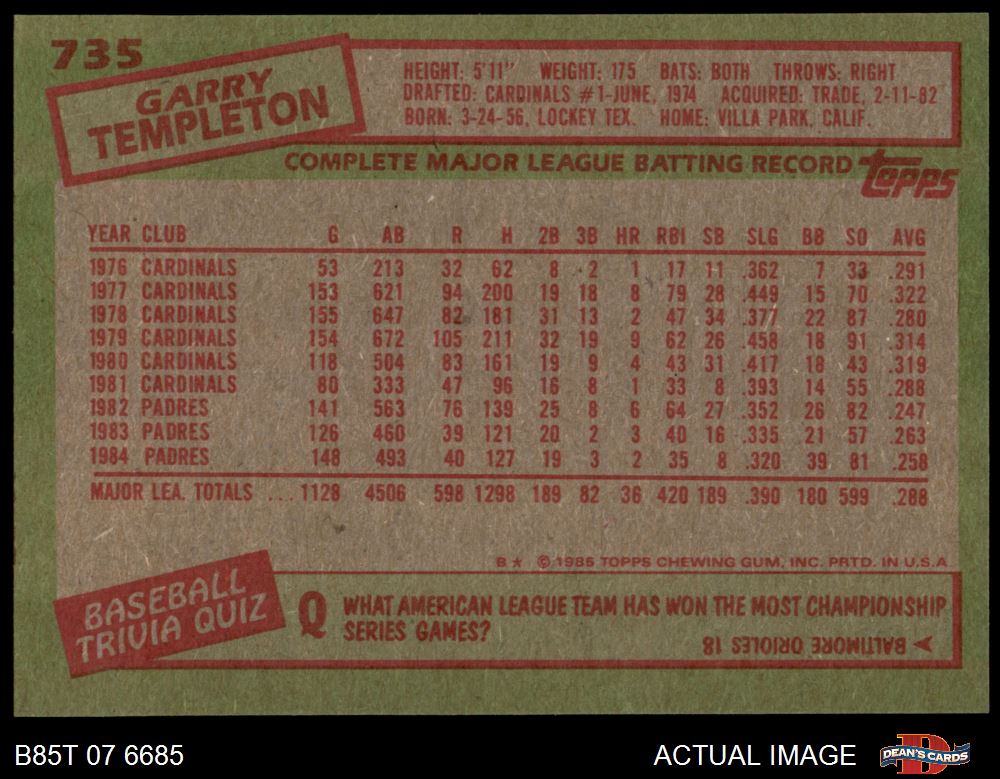 735
GARRY
TEMPLETON
HEIGHT: 5'11" WEIGHT: 175 BATS: BOTH THROWS: RIGHT
DRAFTED: CARDINALS #1-JUNE, 1974 ACQUIRED: TRADE, 2-11-82
BORN: 3-24-56, LOCKEY TEX. HOME: VILLA PARK, CALIF.
COMPLETE MAJOR LEAGUE BATTING RECORD topps
YEAR CLUB G AB R H 2B 3B HR RBI SB SLG BB SO AVG
1976 CARDINALS 53 213 32 62 8 2 1 17 11 .362 7 33 .291
1977 CARDINALS 153 621 94 200 19 18 8 79 28 .449 15 70 .322
1978 CARDINALS 155 647 82 181 31 13 2 47 34 .377 22 87 .280
1979 CARDINALS 154 672 105 211 32 19 9 62 26 .458 18 91 .314
1980 CARDINALS 118 504 83 161 19 9 4 43 31 .417 18 43 .319
1981 CARDINALS 80 333 47 96 16 8 1 33 8 .393 14 55 .288
1982 PADRES 141 563 76 139 25 8 6 64 27 .352 26 82 .247
1983 PADRES 126 460 39 121 20 2 3 40 16 .335 21 57 .263
1984 PADRES 148 493 40 127 19 3 2 35 8 .320 39 81 .258
MAJOR LEA. TOTALS ... 1128 4506 598 1298 189 82 36 420 189 .390 180 599 .288
B★ © 1985 TOPPS CHEWING GUM, INC. PRTD. IN U.S.A.
BASEBALL
TRIVIA QUIZ
Q WHAT AMERICAN LEAGUE TEAM HAS WON THE MOST CHAMPIONSHIP
SERIES GAMES?
BALTIMORE ORIOLES 18
B85T 07 6685 ACTUAL IMAGE DEAN'S CARDS